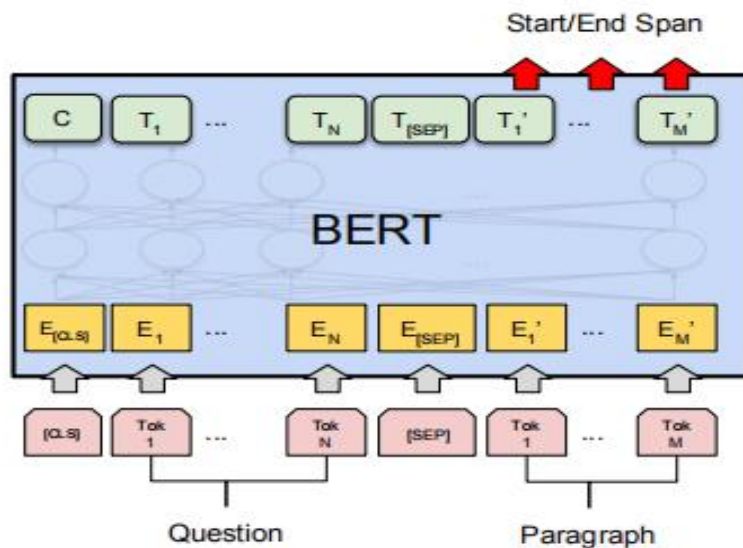 Start/End Span
C T1 ... TN T[SEP] T1' ... TM'
BERT
E[CLS] E1 ... EN E[SEP] E1' ... EM'
[CLS] Tok 1 ... Tok N [SEP] Tok 1 ... Tok M
Question Paragraph